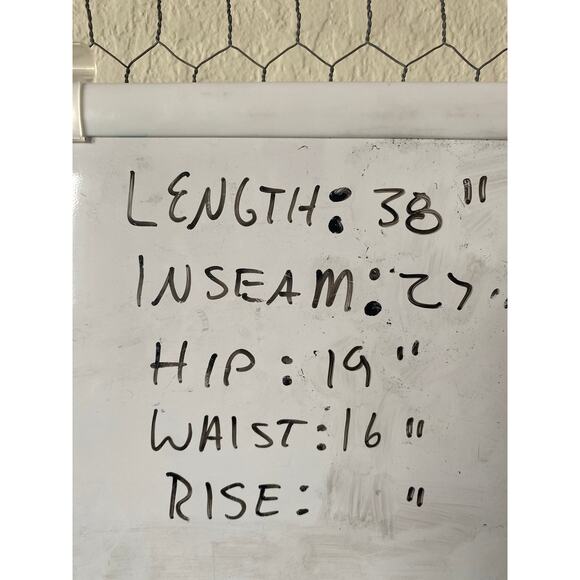 LENGTH: 38"
INSEAM: 27.
HIP: 19"
WAIST: 16"
RISE: "